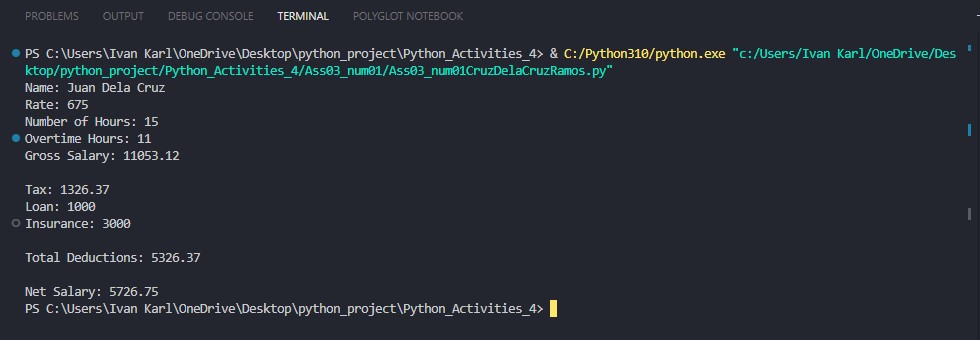 PROBLEMS OUTPUT DEBUG CONSOLE TERMINAL POLYGLOT NOTEBOOK
PS C:\Users\Ivan Karl\OneDrive\Desktop\python_project\Python_Activities_4> & C:/Python310/python.exe "c:/Users/Ivan Karl/OneDrive/Des
ktop/python_project/Python_Activities_4/Ass03_num01/Ass03_num01CruzDelaCruzRamos.py"
Name: Juan Dela Cruz
Rate: 675
Number of Hours: 15
Overtime Hours: 11
Gross Salary: 11053.12
Tax: 1326.37
Loan: 1000
Insurance: 3000
Total Deductions: 5326.37
Net Salary: 5726.75
PS C:\Users\Ivan Karl\OneDrive\Desktop\python_project\Python_Activities_4>